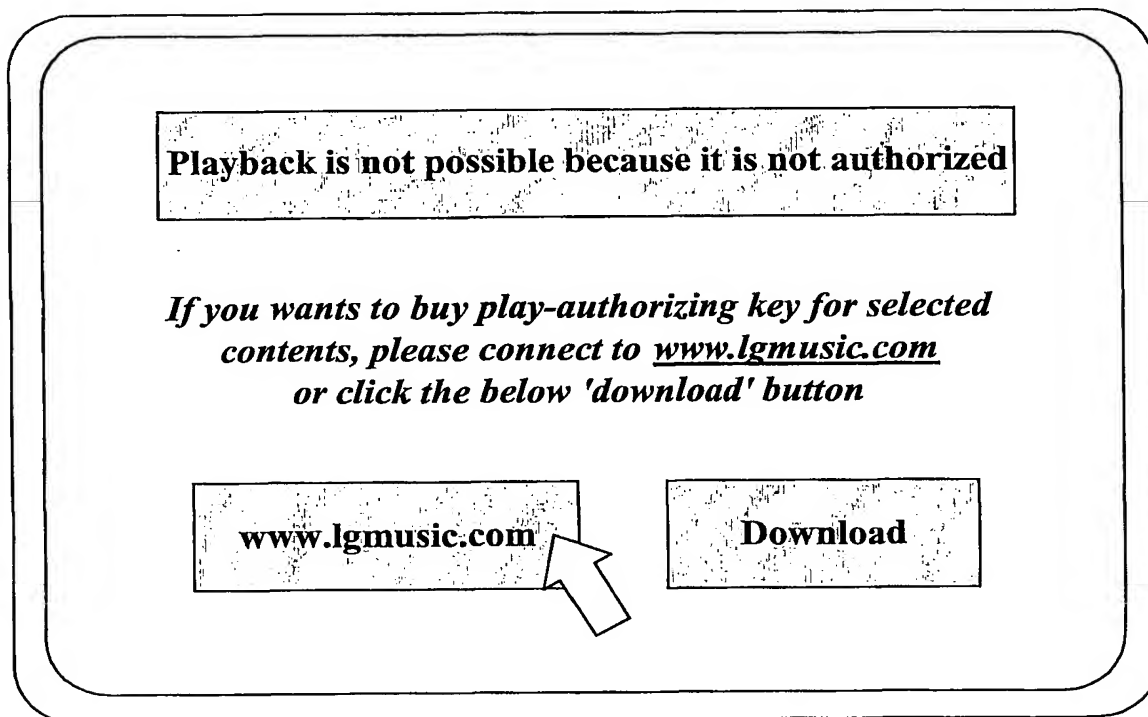 Playback is not possible because it is not authorized
If you wants to buy play-authorizing key for selected
contents, please connect to www.lgmusic.com
or click the below 'download' button
www.lgmusic.com
Download